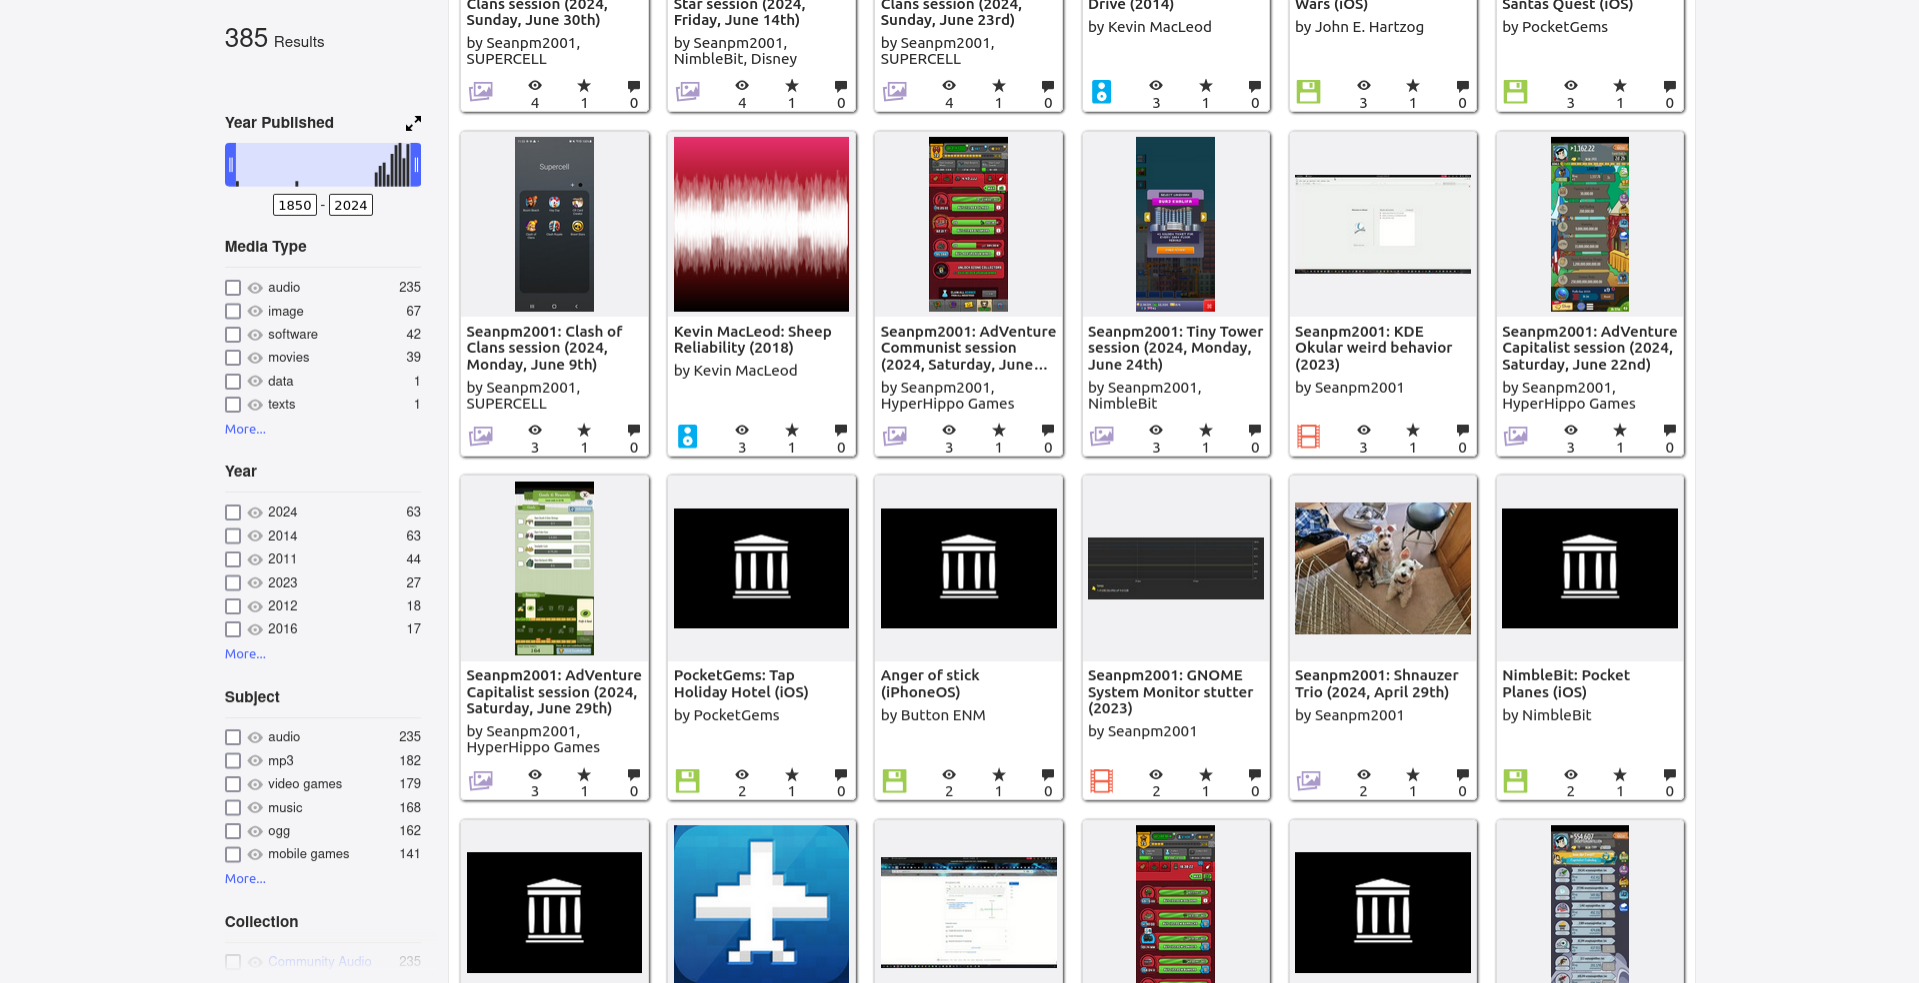 385 Results
Year Published
1850 - 2024
Media Type
audio 235
image 67
software 42
movies 39
data 1
texts 1
More...
Year
2024 63
2014 63
2011 44
2023 27
2012 18
2016 17
More...
Subject
audio 235
mp3 182
video games 179
music 168
ogg 162
mobile games 141
More...
Collection
Community Audio 235
Clans session (2024,
Sunday, June 30th)
by Seanpm2001,
SUPERCELL
4 1 0
Star session (2024,
Friday, June 14th)
by Seanpm2001,
NimbleBit, Disney
4 1 0
Clans session (2024,
Sunday, June 23rd)
by Seanpm2001,
SUPERCELL
4 1 0
Drive (2014)
by Kevin MacLeod
3 1 0
Wars (iOS)
by John E. Hartzog
3 1 0
Santas Quest (iOS)
by PocketGems
3 1 0
Supercell
Seanpm2001: Clash of
Clans session (2024,
Monday, June 9th)
by Seanpm2001,
SUPERCELL
3 1 0
Kevin MacLeod: Sheep
Reliability (2018)
by Kevin MacLeod
3 1 0
Seanpm2001: AdVenture
Communist session
(2024, Saturday, June...
by Seanpm2001,
HyperHippo Games
3 1 0
Seanpm2001: Tiny Tower
session (2024, Monday,
June 24th)
by Seanpm2001,
NimbleBit
3 1 0
Seanpm2001: KDE
Okular weird behavior
(2023)
by Seanpm2001
3 1 0
Seanpm2001: AdVenture
Capitalist session (2024,
Saturday, June 22nd)
by Seanpm2001,
HyperHippo Games
3 1 0
Seanpm2001: AdVenture
Capitalist session (2024,
Saturday, June 29th)
by Seanpm2001,
HyperHippo Games
3 1 0
PocketGems: Tap
Holiday Hotel (iOS)
by PocketGems
2 1 0
Anger of stick
(iPhoneOS)
by Button ENM
2 1 0
Seanpm2001: GNOME
System Monitor stutter
(2023)
by Seanpm2001
2 1 0
Seanpm2001: Shnauzer
Trio (2024, April 29th)
by Seanpm2001
2 1 0
NimbleBit: Pocket
Planes (iOS)
by NimbleBit
2 1 0